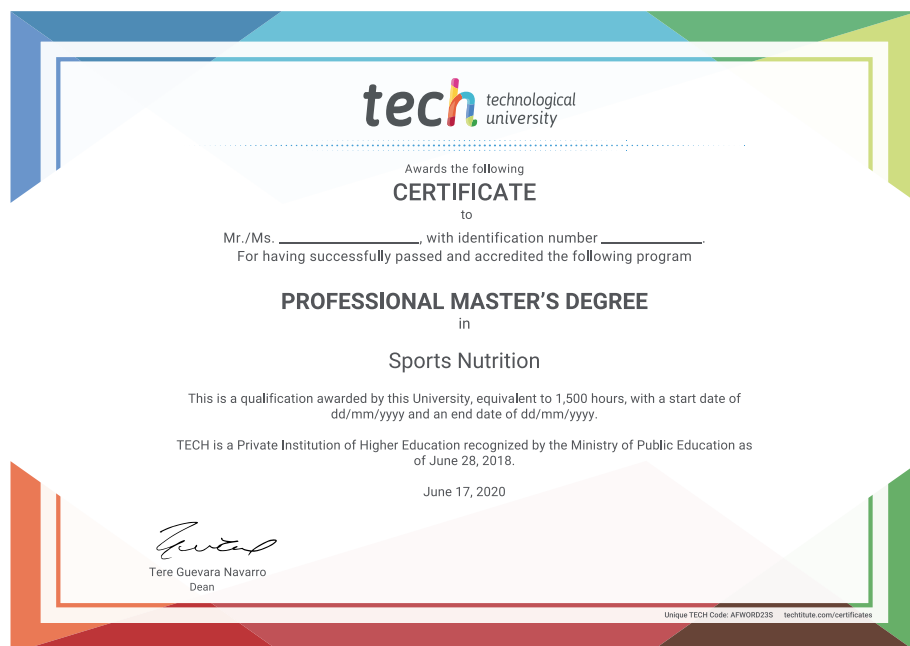 tech technological
university
Awards the following
CERTIFICATE
to
Mr./Ms. ____________________, with identification number ______________.
For having successfully passed and accredited the following program
PROFESSIONAL MASTER'S DEGREE
in
Sports Nutrition
This is a qualification awarded by this University, equivalent to 1,500 hours, with a start date of
dd/mm/yyyy and an end date of dd/mm/yyyy.
TECH is a Private Institution of Higher Education recognized by the Ministry of Public Education as
of June 28, 2018.
June 17, 2020
Tere Guevara Navarro
Dean
Unique TECH Code: AFWORD23S techtitute.com/certificates